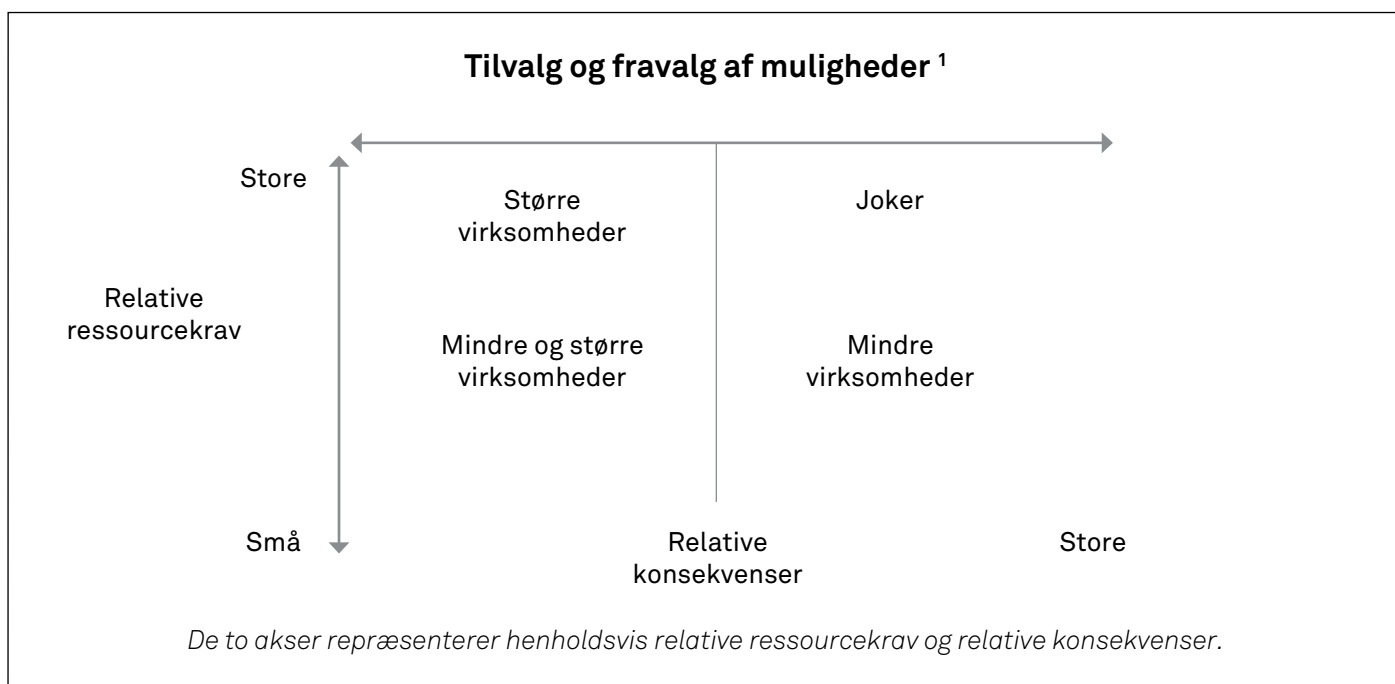 Tilvalg og fravalg af muligheder ¹
Store
Større
virksomheder
Joker
Relative
ressourcekrav
Mindre og større
virksomheder
Mindre
virksomheder
Små
Relative
konsekvenser
Store
De to akser repræsenterer henholdsvis relative ressourcekrav og relative konsekvenser.